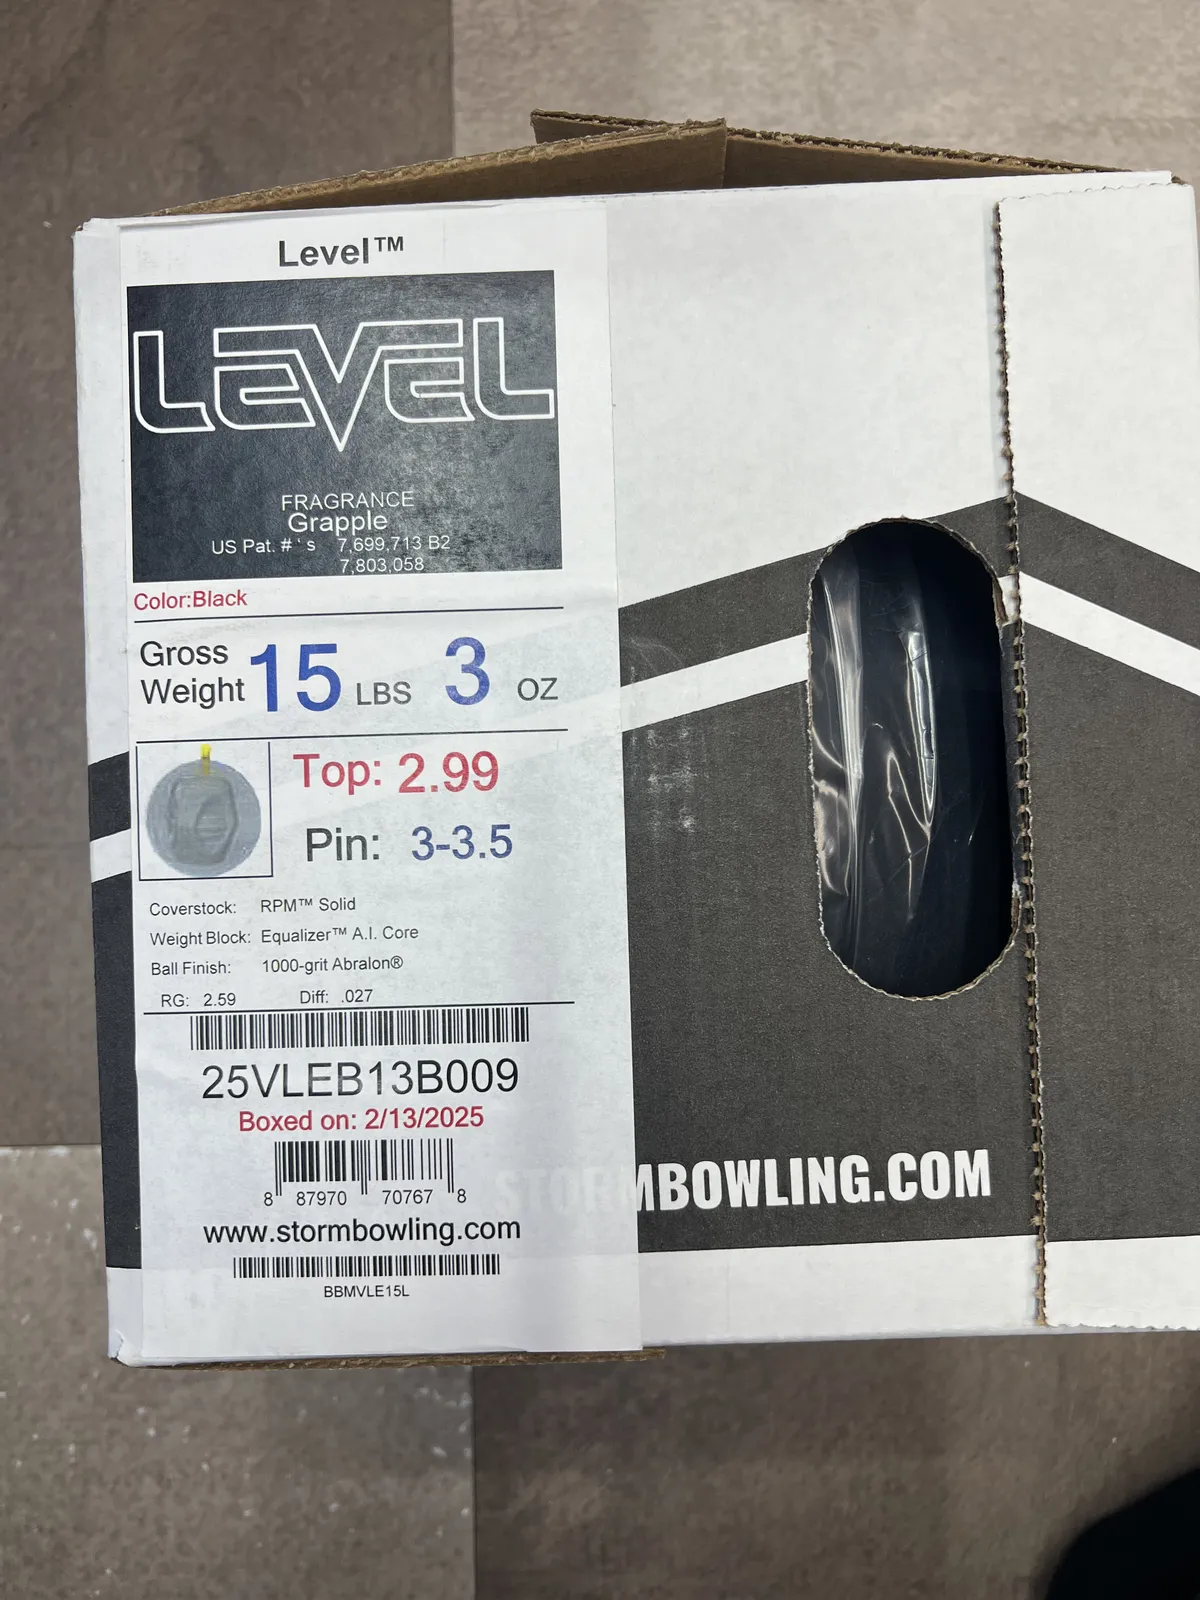 Level™
LEVEL
FRAGRANCE
Grapple
US Pat. # ' s 7,699,713 B2
7,803,058
Color:Black
Gross Weight 15 LBS 3 OZ
Top: 2.99
Pin: 3-3.5
Coverstock: RPM™ Solid
Weight Block: Equalizer™ A.I. Core
Ball Finish: 1000-grit Abralon®
RG: 2.59 Diff: .027
25VLEB13B009
Boxed on: 2/13/2025
8 87970 70767 8
www.stormbowling.com
BBMVLE15L
STORMBOWLING.COM